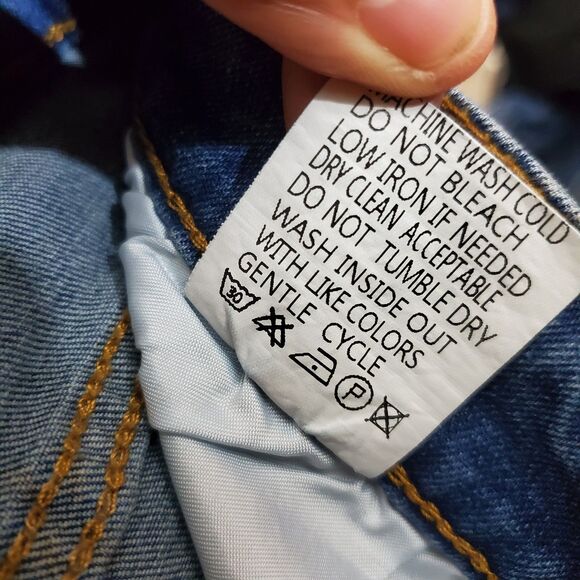 MACHINE WASH COLD
DO NOT BLEACH
LOW IRON IF NEEDED
DRY CLEAN ACCEPTABLE
DO NOT TUMBLE DRY
WASH INSIDE OUT
WITH LIKE COLORS
GENTLE CYCLE
30 P